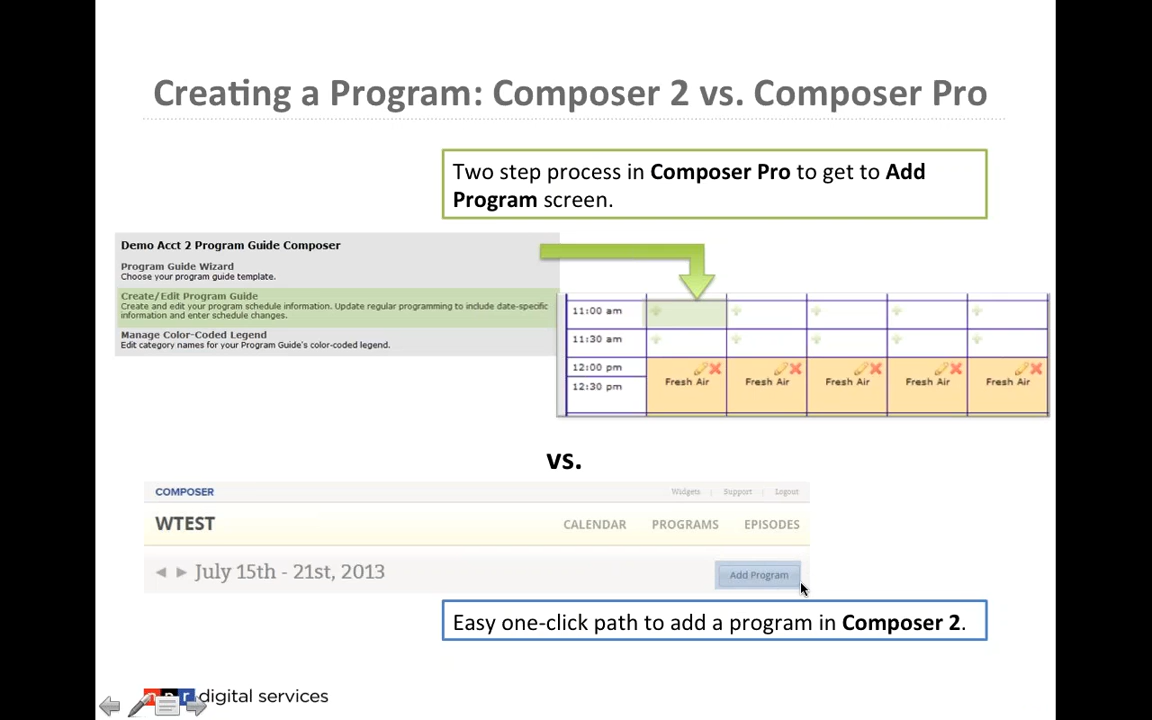 Creating a Program: Composer 2 vs. Composer Pro
Two step process in Composer Pro to get to Add
Program screen.
Demo Acct 2 Program Guide Composer
Program Guide Wizard
Choose your program guide template.
Create/Edit Program Guide
Create and edit your program schedule information. Update regular programming to include date-specific
information and enter schedule changes.
Manage Color-Coded Legend
Edit category names for your Program Guide's color-coded legend.
11:00 am
11:30 am
12:00 pm
12:30 pm
Fresh Air Fresh Air Fresh Air Fresh Air Fresh Air
vs.
COMPOSER Widgets | Support | Logout
WTEST CALENDAR PROGRAMS EPISODES
July 15th - 21st, 2013 Add Program
Easy one-click path to add a program in Composer 2.
digital services